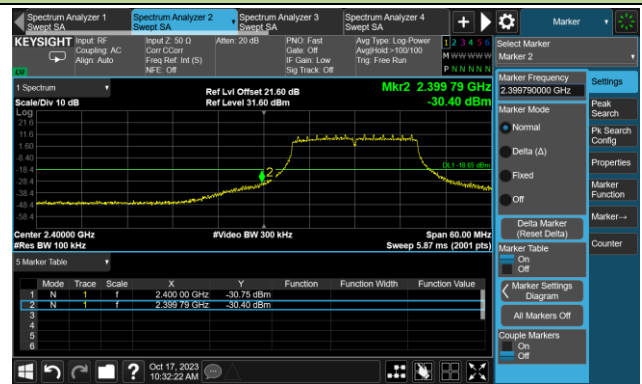 Spectrum Analyzer 1
Swept SA
Spectrum Analyzer 2
Swept SA
Spectrum Analyzer 3
Swept SA
Spectrum Analyzer 4
Swept SA
+
Marker
KEYSIGHT
Input: RF
Coupling: AC
Align: Auto
Input Z: 50 Ω
Corr CCorr
Freq Ref: Int (S)
NFE: Off
Atten: 20 dB
PNO: Fast
Gate: Off
IF Gain: Low
Sig Track: Off
Avg Type: Log-Power
Avg|Hold:>100/100
Trig: Free Run
1 2 3 4 5 6
M W W W W W
P N N N N N
Select Marker
Marker 2
LXI
1 Spectrum
Scale/Div 10 dB
Log
Ref Lvl Offset 21.60 dB
Ref Level 31.60 dBm
Mkr2 2.399 79 GHz
-30.40 dBm
21.6
11.6
1.60
-8.40
-18.4
-28.4
-38.4
-48.4
-58.4
2
DL1 -18.65 dBm
Center 2.40000 GHz
#Res BW 100 kHz
#Video BW 300 kHz
Span 60.00 MHz
Sweep 5.87 ms (2001 pts)
5 Marker Table
Mode Trace Scale X Y Function Function Width Function Value
1 N 1 f 2.400 00 GHz -30.75 dBm
2 N 1 f 2.399 79 GHz -30.40 dBm
3
4
5
6
Marker Frequency
2.399790000 GHz
Marker Mode
Normal
Delta (Δ)
Fixed
Off
Delta Marker
(Reset Delta)
Marker Table
On
Off
Marker Settings
Diagram
All Markers Off
Couple Markers
On
Off
Settings
Peak
Search
Pk Search
Config
Properties
Marker
Function
Marker→
Counter
?
Oct 17, 2023
10:32:22 AM